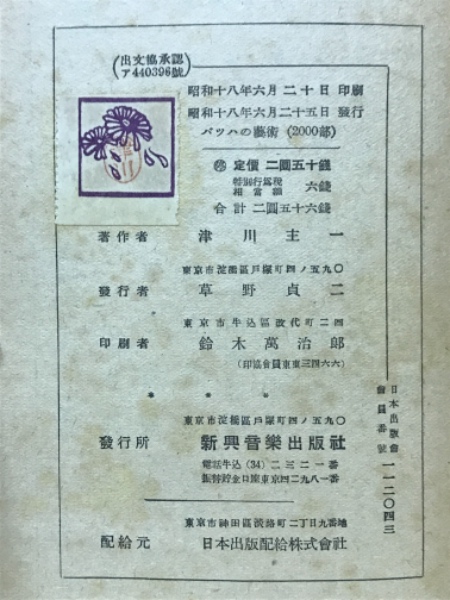 出文協承認
ア440396號
昭和十八年六月二十日 印刷
昭和十八年六月二十五日 發行
バッハの藝術 (2000部)
定價 二圓五十錢
特別行爲税
相當額
六錢
合計 二圓五十六錢
著作者 津川主一
東京市淀橋區戸塚町四ノ五九〇
發行者 草野貞二
東京市牛込區改代町二四
印刷者 鈴木萬治郎
(印協會員東東三四六六)
東京市淀橋區戸塚町四ノ五九〇
發行所 新興音樂出版社
電話牛込 (34) 二三二一番
振替貯金口座東京四二九八一番
日本出版會
會員番號 一一二〇四三
東京市神田區淡路町二丁目九番地
配給元 日本出版配給株式會社